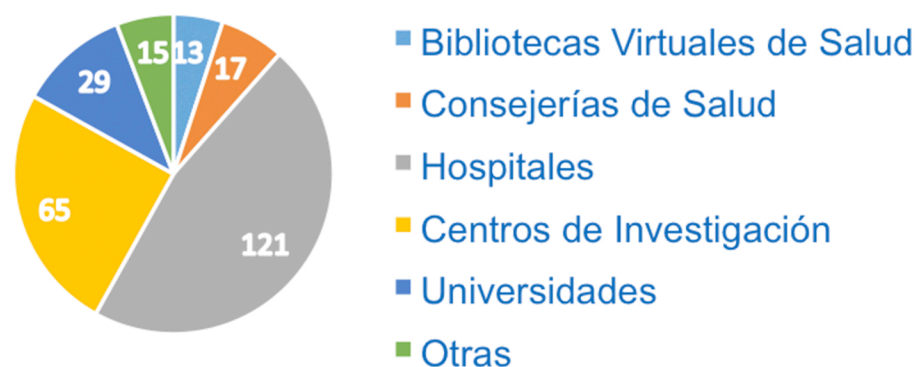 15
13
17
29
65
121
Bibliotecas Virtuales de Salud
Consejerías de Salud
Hospitales
Centros de Investigación
Universidades
Otras